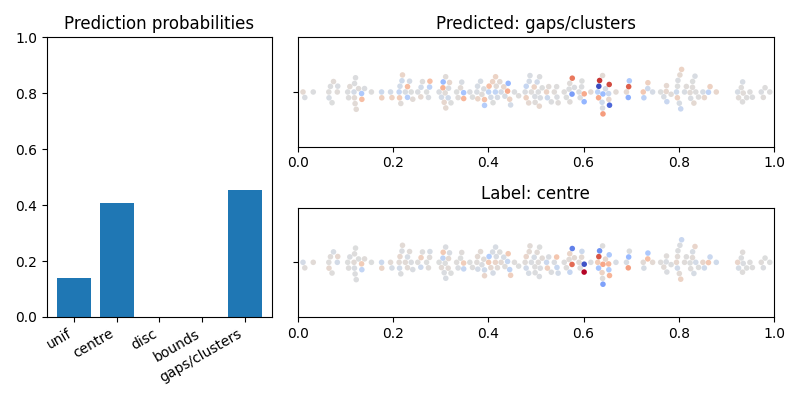 Prediction probabilities
1.0
0.8
0.6
0.4
0.2
0.0
unif
centre
disc
bounds
gaps/clusters
Predicted: gaps/clusters
0.0 0.2 0.4 0.6 0.8 1.0
Label: centre
0.0 0.2 0.4 0.6 0.8 1.0